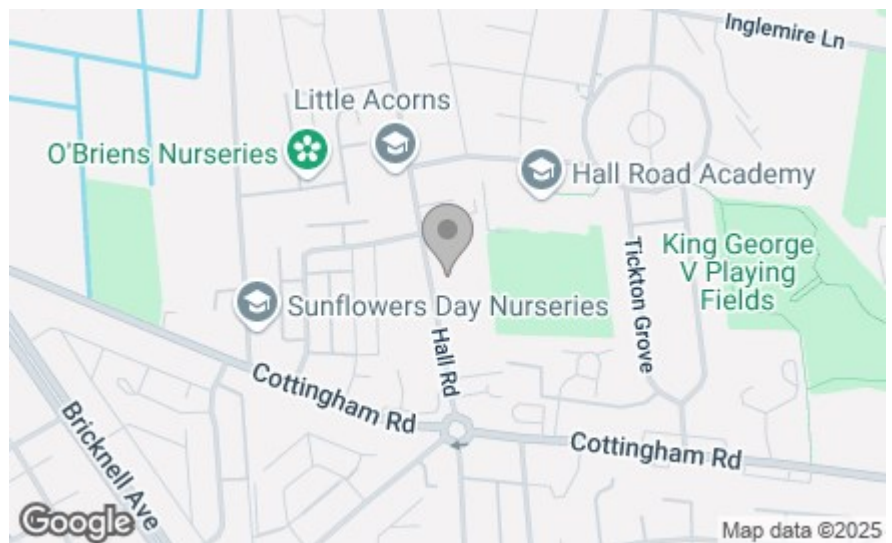 Inglemire Ln
Little Acorns
O'Briens Nurseries
Hall Road Academy
King George
V Playing
Fields
Tickton Grove
Sunflowers Day Nurseries
Hall Rd
Cottingham Rd
Bricknell Ave
Cottingham Rd
Google
Map data ©2025